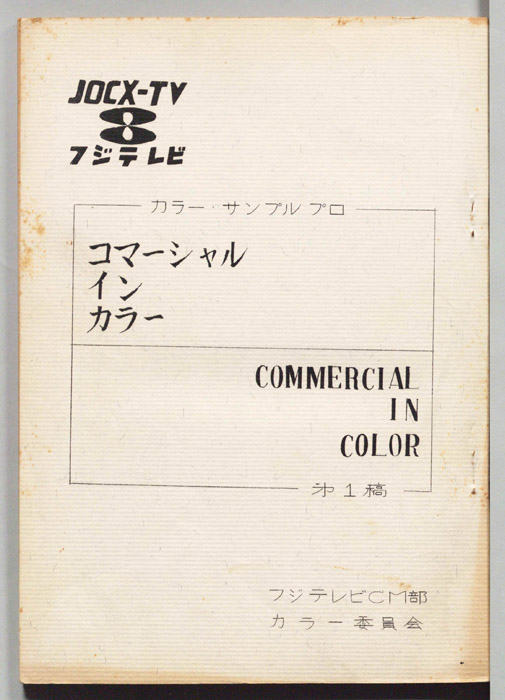 JOCX-TV
8
フジテレビ
カラー・サンプル プロ
コマーシャル
イン
カラー
COMMERCIAL
IN
COLOR
㐧1稿
フジテレビCM部
カラー委員会